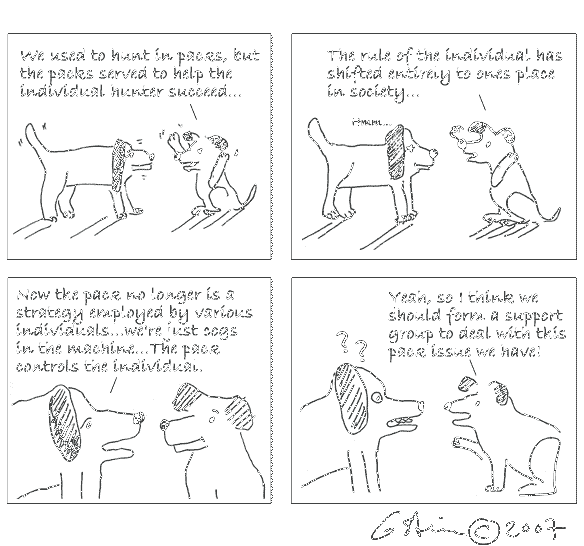 We used to hunt in packs, but
the packs served to help the
individual hunter succeed...
The rule of the individual has
shifted entirely to ones place
in society...
Hmm...
Now the pack no longer is a
strategy employed by various
individuals...we're just cogs
in the machine...The pack
controls the individual.
? ?
Yeah, so I think we
should form a support
group to deal with this
pack issue we have!
© 2007